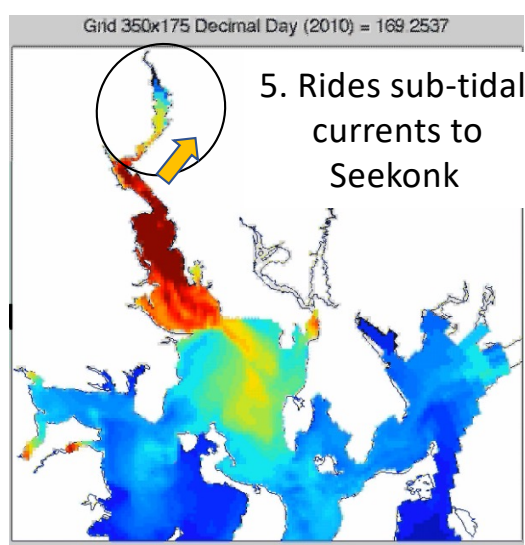 Grid 350x175 Decimal Day (2010) = 169.2537
5. Rides sub-tidal
currents to
Seekonk